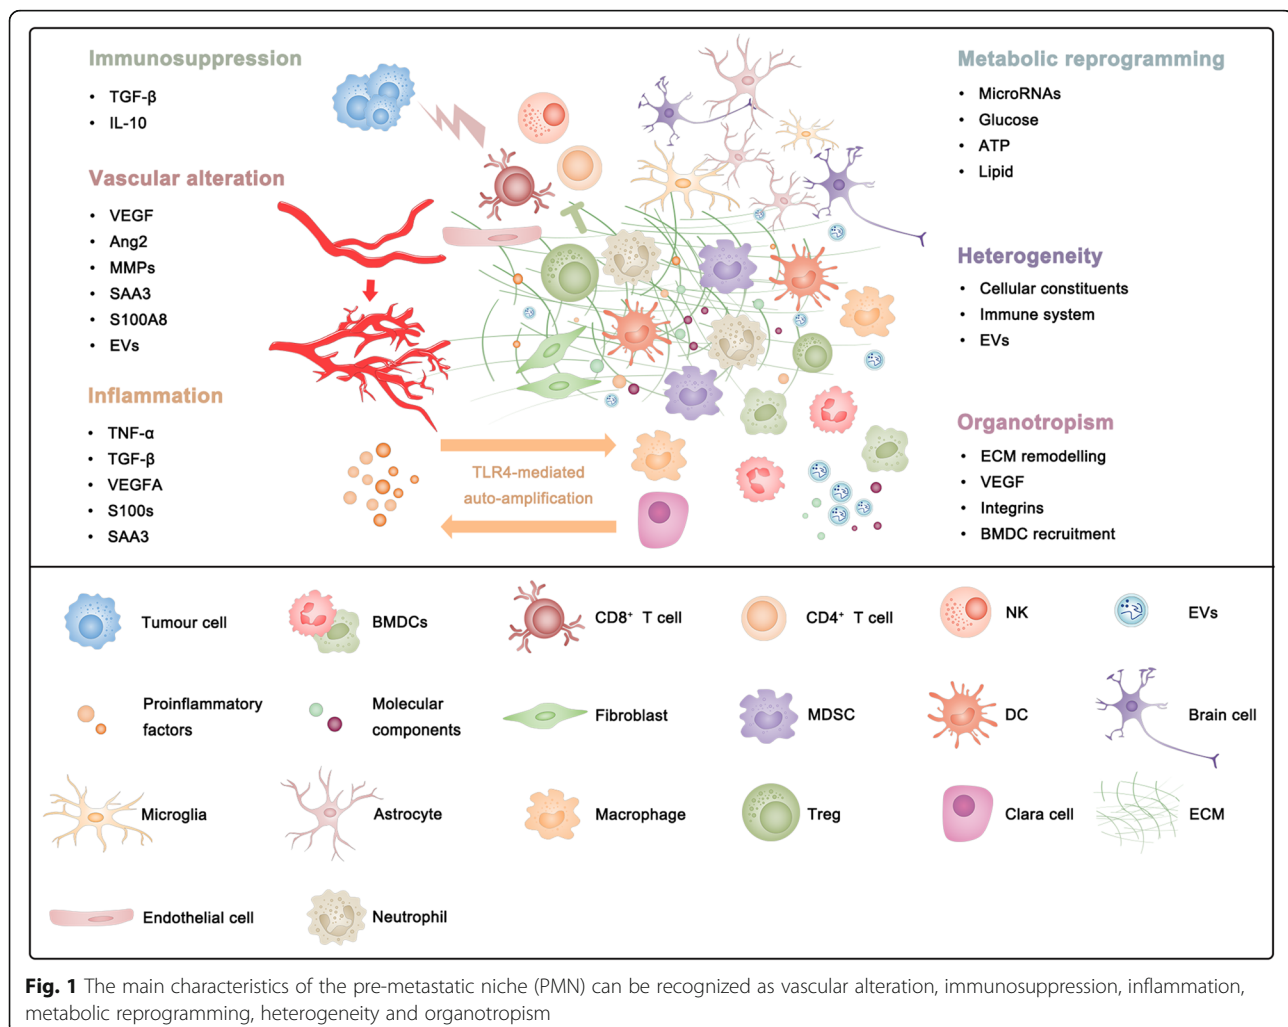 Immunosuppression
• TGF-β
• IL-10
Vascular alteration
• VEGF
• Ang2
• MMPs
• SAA3
• S100A8
• EVs
Inflammation
• TNF-α
• TGF-β
• VEGFA
• S100s
• SAA3
TLR4-mediated
auto-amplification
Metabolic reprogramming
• MicroRNAs
• Glucose
• ATP
• Lipid
Heterogeneity
• Cellular constituents
• Immune system
• EVs
Organotropism
• ECM remodelling
• VEGF
• Integrins
• BMDC recruitment
Tumour cell
BMDCs
CD8⁺ T cell
CD4⁺ T cell
NK
EVs
Proinflammatory
factors
Molecular
components
Fibroblast
MDSC
DC
Brain cell
Microglia
Astrocyte
Macrophage
Treg
Clara cell
ECM
Endothelial cell
Neutrophil
Fig. 1 The main characteristics of the pre-metastatic niche (PMN) can be recognized as vascular alteration, immunosuppression, inflammation,
metabolic reprogramming, heterogeneity and organotropism